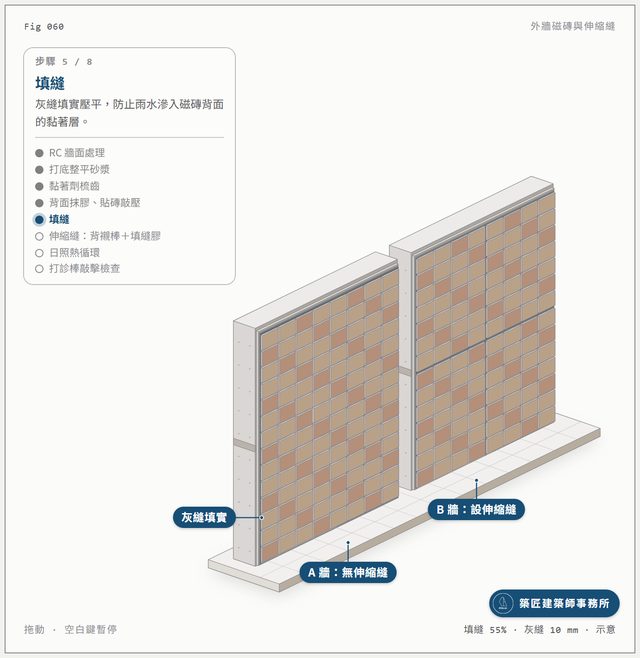 Fig 060
外牆磁磚與伸縮縫
步驟 5 / 8
填縫
灰縫填實壓平，防止雨水滲入磁磚背面
的黏著層。
RC 牆面處理
打底整平砂漿
黏著劑梳齒
背面抹膠、貼磚敲壓
填縫
伸縮縫：背襯棒＋填縫膠
日照熱循環
打診棒敲擊檢查
灰縫填實
B 牆：設伸縮縫
A 牆：無伸縮縫
築匠建築師事務所
拖動 · 空白鍵暫停
填縫 55% · 灰縫 10 mm · 示意